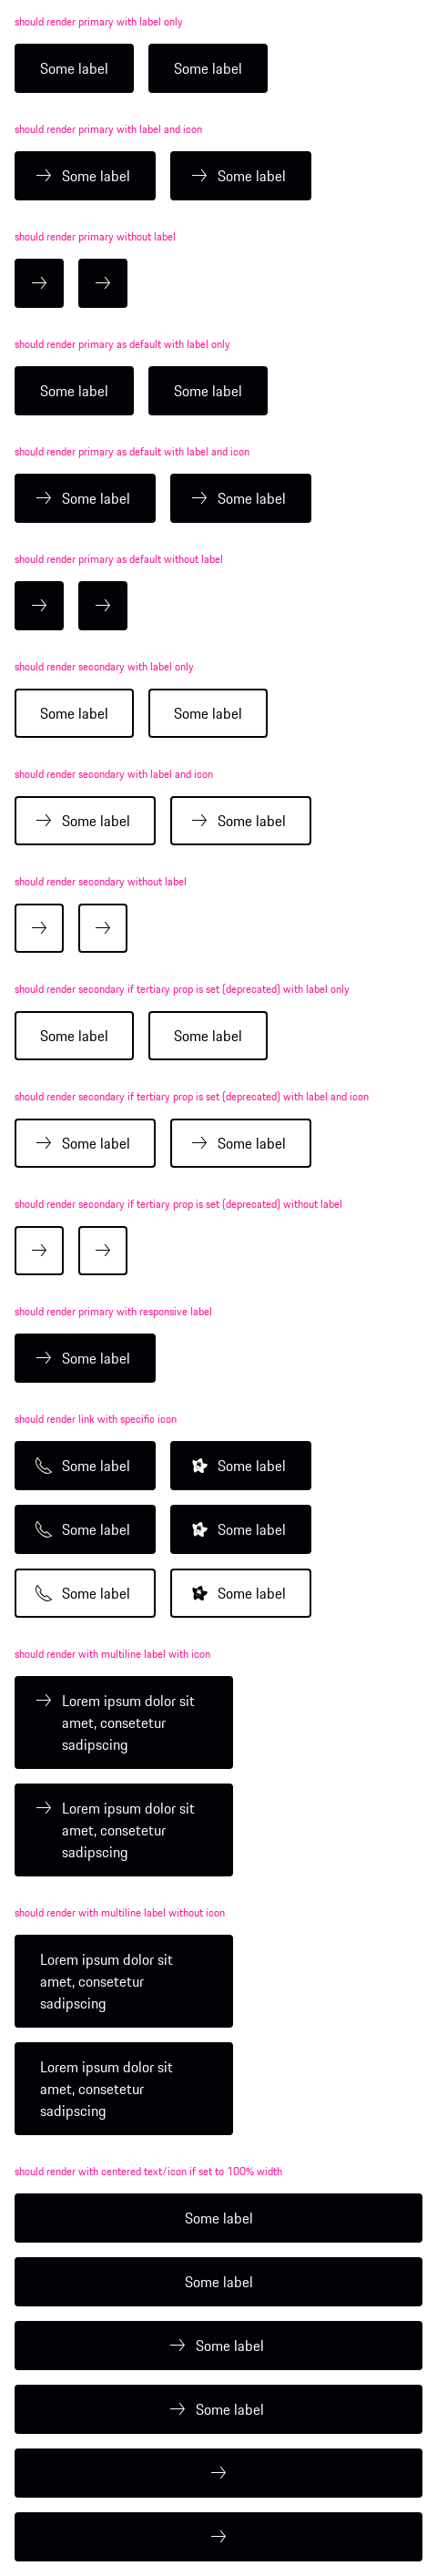 should render primary with label only
Some label Some label
should render primary with label and icon
Some label Some label
should render primary without label
should render primary as default with label only
Some label Some label
should render primary as default with label and icon
Some label Some label
should render primary as default without label
should render secondary with label only
Some label Some label
should render secondary with label and icon
Some label Some label
should render secondary without label
should render secondary if tertiary prop is set (deprecated) with label only
Some label Some label
should render secondary if tertiary prop is set (deprecated) with label and icon
Some label Some label
should render secondary if tertiary prop is set (deprecated) without label
should render primary with responsive label
Some label
should render link with specific icon
Some label Some label
Some label Some label
Some label Some label
should render with multiline label with icon
Lorem ipsum dolor sit
amet, consetetur
sadipscing
Lorem ipsum dolor sit
amet, consetetur
sadipscing
should render with multiline label without icon
Lorem ipsum dolor sit
amet, consetetur
sadipscing
Lorem ipsum dolor sit
amet, consetetur
sadipscing
should render with centered text/icon if set to 100% width
Some label
Some label
Some label
Some label